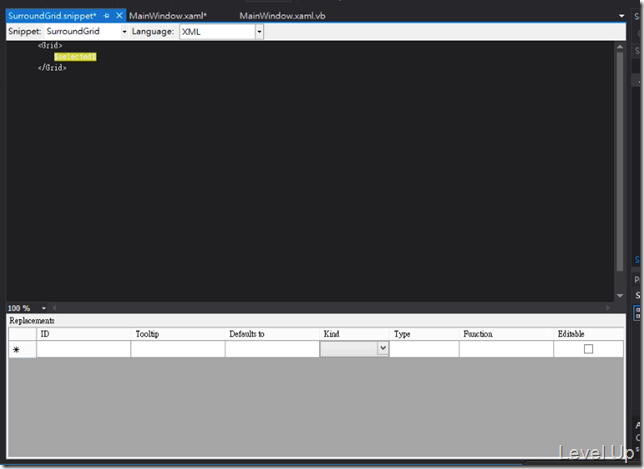 SurroundGrid.snippet* MainWindow.xaml* MainWindow.xaml.vb
Snippet: SurroundGrid Language: XML
<Grid>
$selected$
</Grid>
100 %
Replacements
ID Tooltip Defaults to Kind Type Function Editable
Level Up